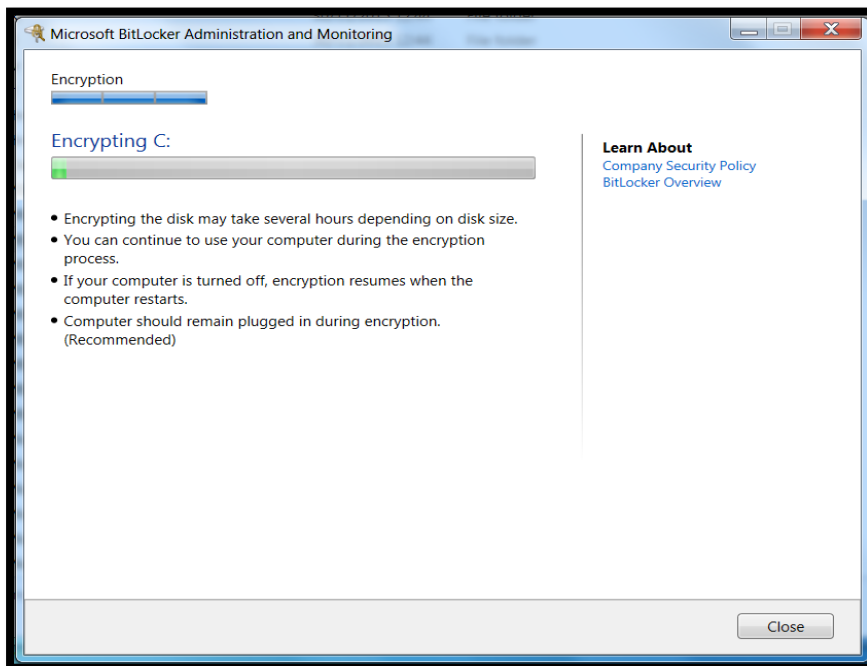 Microsoft BitLocker Administration and Monitoring
Encryption
Encrypting C:
• Encrypting the disk may take several hours depending on disk size.
• You can continue to use your computer during the encryption
process.
• If your computer is turned off, encryption resumes when the
computer restarts.
• Computer should remain plugged in during encryption.
(Recommended)
Learn About
Company Security Policy
BitLocker Overview
Close